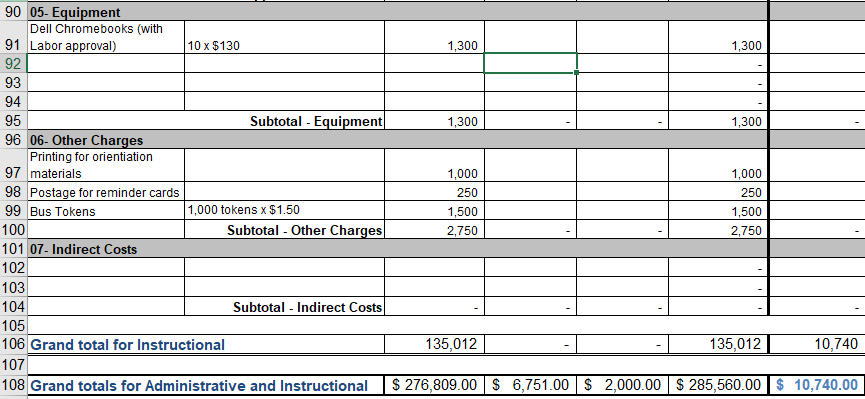 90 05- Equipment
Dell Chromebooks (with
91 Labor approval) 10 x $130 1,300 1,300
92 -
93 -
94 -
95 Subtotal - Equipment 1,300 - - 1,300 -
96 06- Other Charges
Printing for orientiation
97 materials 1,000 1,000
98 Postage for reminder cards 250 250
99 Bus Tokens 1,000 tokens x $1.50 1,500 1,500
100 Subtotal - Other Charges 2,750 - - 2,750 -
101 07- Indirect Costs
102 -
103 -
104 Subtotal - Indirect Costs - - - - -
105
106 Grand total for Instructional 135,012 - - 135,012 10,740
107
108 Grand totals for Administrative and Instructional $ 276,809.00 $ 6,751.00 $ 2,000.00 $ 285,560.00 $ 10,740.00